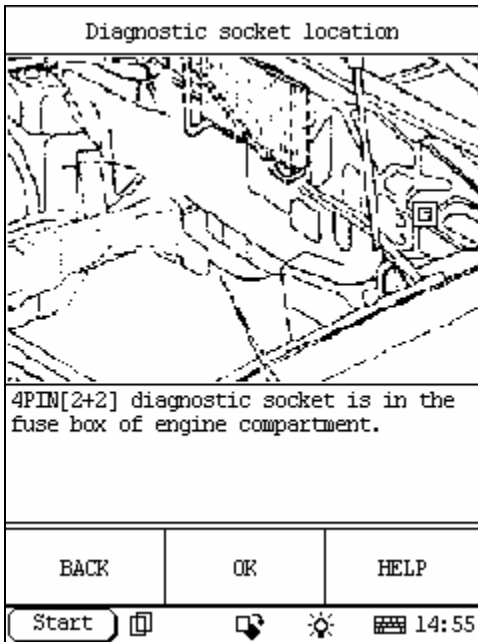 Diagnostic socket location
4PIN[2+2] diagnostic socket is in the
fuse box of engine compartment.
BACK OK HELP
Start 14:55